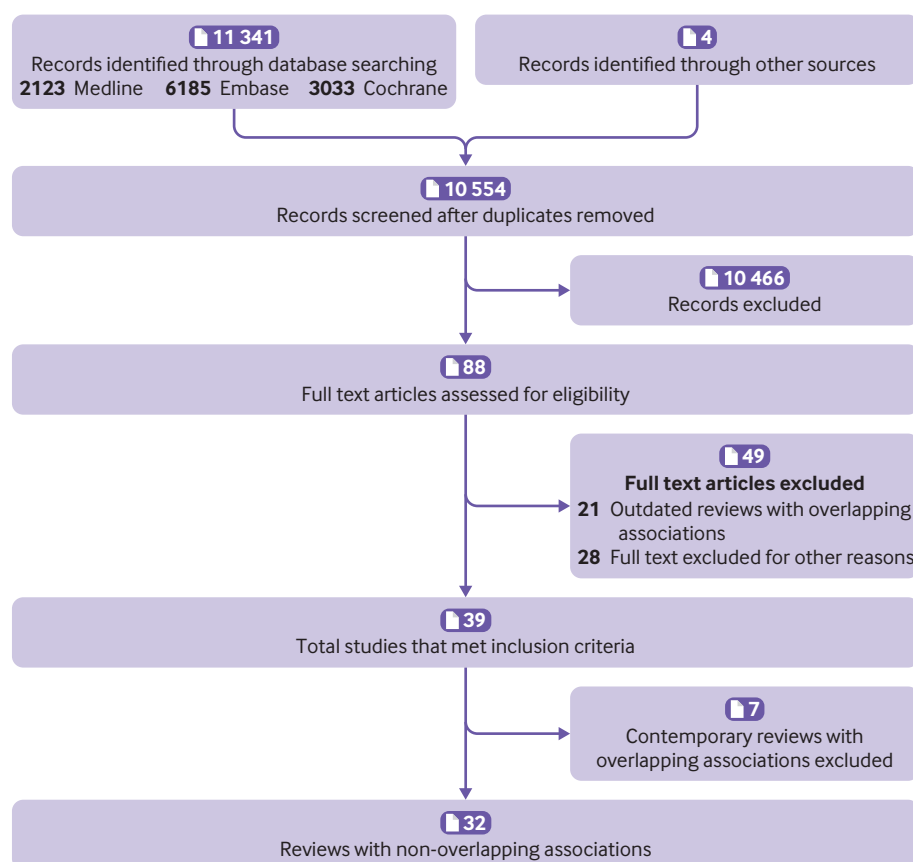 11 341
Records identified through database searching
2123 Medline 6185 Embase 3033 Cochrane
4
Records identified through other sources
10 554
Records screened after duplicates removed
10 466
Records excluded
88
Full text articles assessed for eligibility
49
Full text articles excluded
21 Outdated reviews with overlapping
associations
28 Full text excluded for other reasons
39
Total studies that met inclusion criteria
7
Contemporary reviews with
overlapping associations excluded
32
Reviews with non-overlapping associations